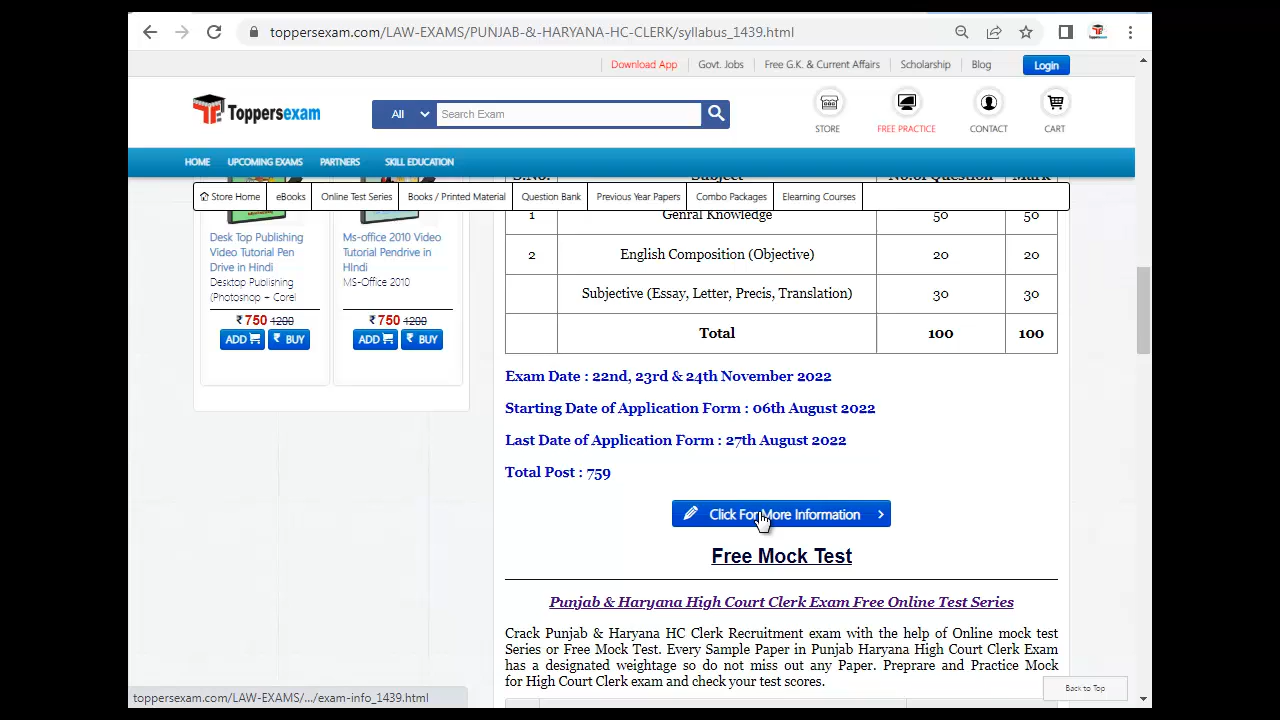 toppersexam.com/LAW-EXAMS/PUNJAB-&-HARYANA-HC-CLERK/syllabus_1439.html
Download App
Govt. Jobs
Free G.K. & Current Affairs
Scholarship
Blog
Login
Toppersexam
All
Search Exam
STORE
FREE PRACTICE
CONTACT
CART
HOME
UPCOMING EXAMS
PARTNERS
SKILL EDUCATION
S.No.
Subject
No.of Question
Mark
Store Home
eBooks
Online Test Series
Books / Printed Material
Question Bank
Previous Year Papers
Combo Packages
Elearning Courses
1 Genral Knowledge 50 50
2 English Composition (Objective) 20 20
Subjective (Essay, Letter, Precis, Translation) 30 30
Total 100 100
Desk Top Publishing
Video Tutorial Pen
Drive in Hindi
Desktop Publishing
(Photoshop + Corel
₹ 750 1200
ADD
₹ BUY
Ms-office 2010 Video
Tutorial Pendrive in
HIndi
MS-Office 2010
₹ 750 1200
ADD
₹ BUY
Exam Date : 22nd, 23rd & 24th November 2022
Starting Date of Application Form : 06th August 2022
Last Date of Application Form : 27th August 2022
Total Post : 759
Click For More Information
Free Mock Test
Punjab & Haryana High Court Clerk Exam Free Online Test Series
Crack Punjab & Haryana HC Clerk Recruitment exam with the help of Online mock test
Series or Free Mock Test. Every Sample Paper in Punjab Haryana High Court Clerk Exam
has a designated weightage so do not miss out any Paper. Preprare and Practice Mock
for High Court Clerk exam and check your test scores.
Back to Top
toppersexam.com/LAW-EXAMS/.../exam-info_1439.html